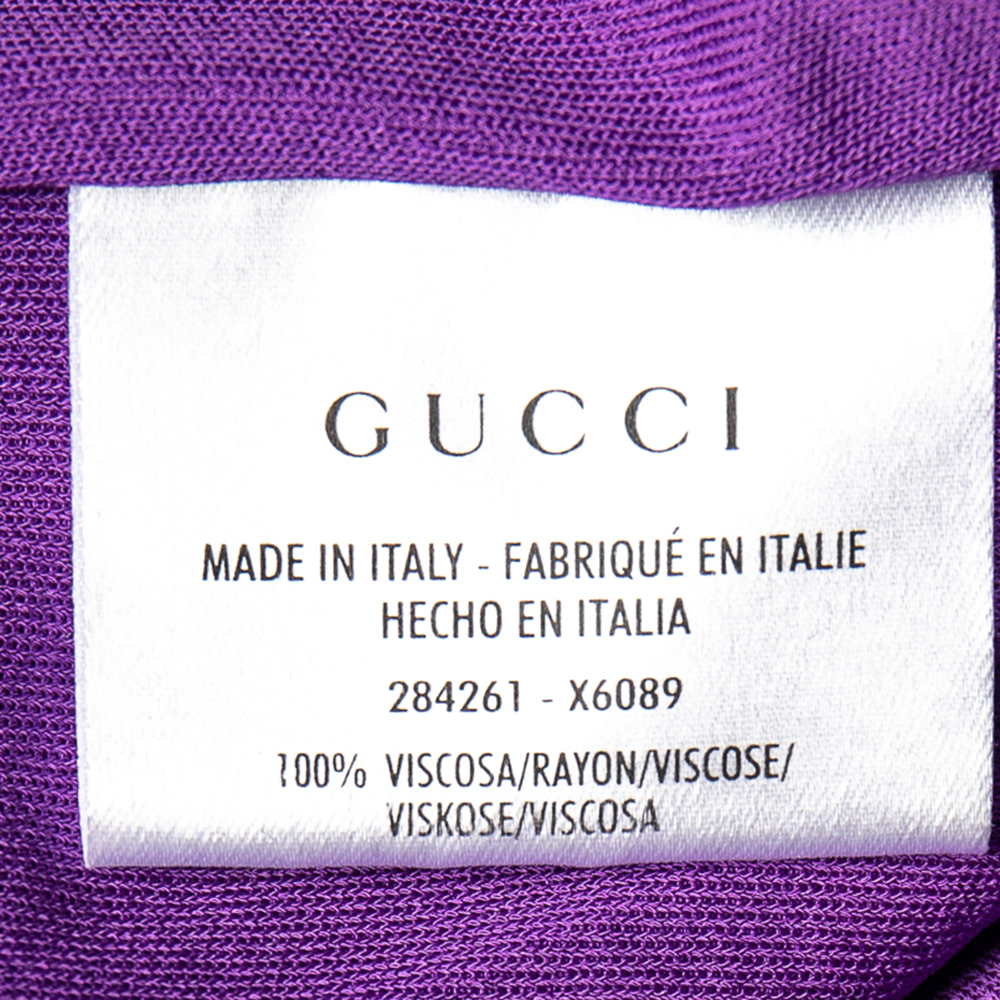 GUCCI
MADE IN ITALY - FABRIQUÉ EN ITALIE
HECHO EN ITALIA
284261 - X6089
100% VISCOSA/RAYON/VISCOSE/
VISKOSE/VISCOSA